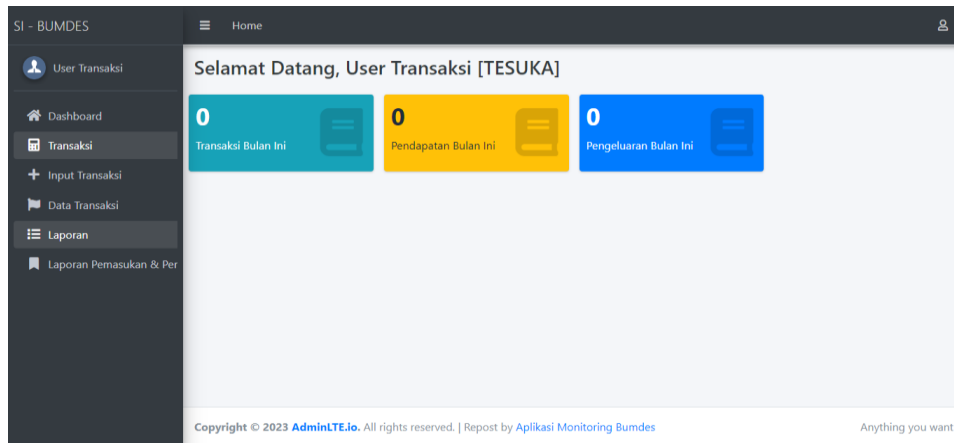 SI - BUMDES
Home
User Transaksi
Dashboard
Transaksi
Input Transaksi
Data Transaksi
Laporan
Laporan Pemasukan & Per
Selamat Datang, User Transaksi [TESUKA]
0
Transaksi Bulan Ini
0
Pendapatan Bulan Ini
0
Pengeluaran Bulan Ini
Copyright © 2023 AdminLTE.io. All rights reserved. | Repost by Aplikasi Monitoring Bumdes
Anything you want